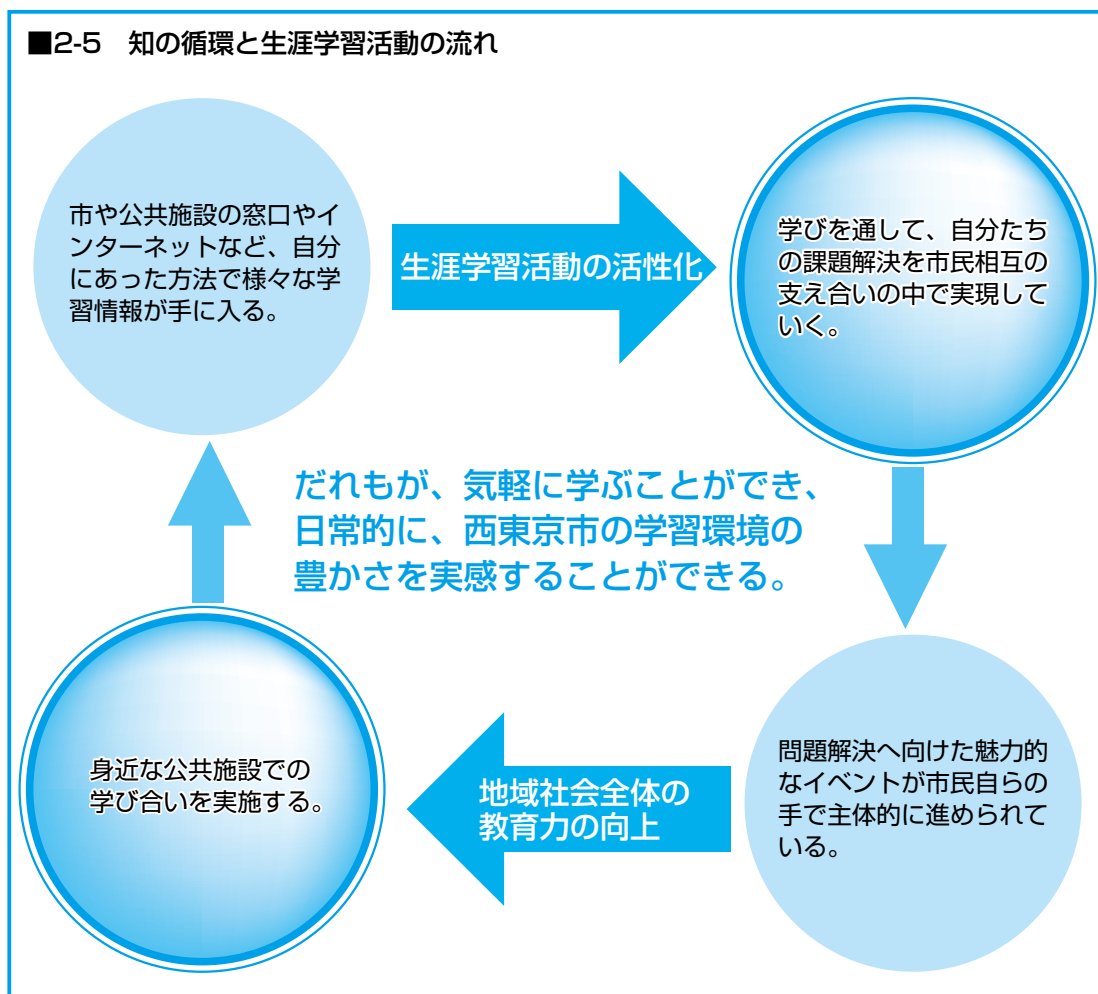 ■2-5　知の循環と生涯学習活動の流れ
市や公共施設の窓口やイ
ンターネットなど、自分
にあった方法で様々な学
習情報が手に入る。
生涯学習活動の活性化
学びを通して、自分たち
の課題解決を市民相互の
支え合いの中で実現して
いく。
だれもが、気軽に学ぶことができ、
日常的に、西東京市の学習環境の
豊かさを実感することができる。
身近な公共施設での
学び合いを実施する。
地域社会全体の
教育力の向上
問題解決へ向けた魅力的
なイベントが市民自らの
手で主体的に進められて
いる。